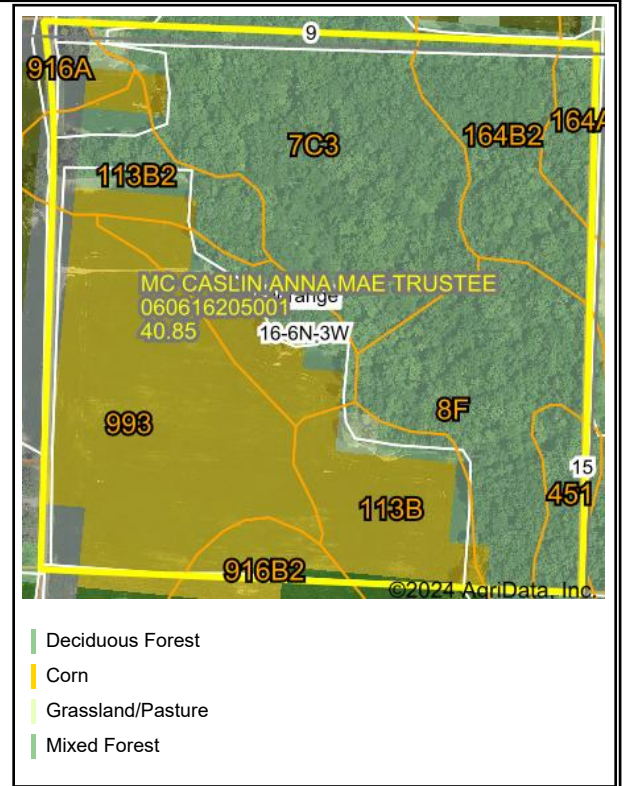 9
916A
7C3
164B2
164A
113B2
MC CASLIN ANNA MAE TRUSTEE
range
060616205001
40.85
16-6N-3W
993
8F
15
451
113B
916B2
©2024 AgriData, Inc.
Deciduous Forest
Corn
Grassland/Pasture
Mixed Forest